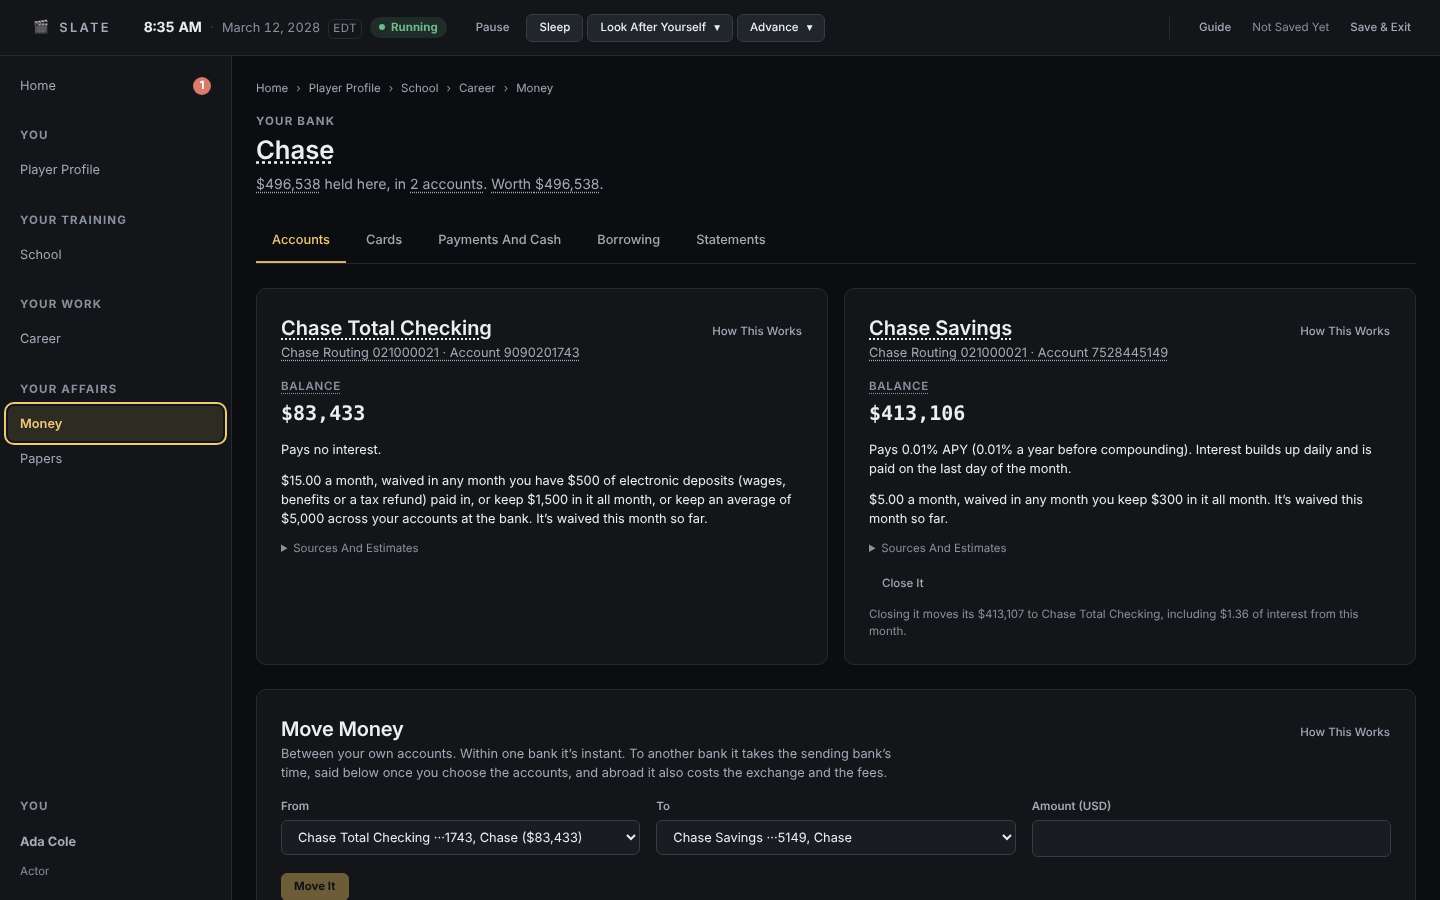 SLATE
8:35 AM · March 12, 2028 EDT Running Pause Sleep Look After Yourself ▾ Advance ▾ Guide Not Saved Yet Save & Exit
Home 1
YOU
Player Profile
YOUR TRAINING
School
YOUR WORK
Career
YOUR AFFAIRS
Money
Papers
YOU
Ada Cole
Actor
Home › Player Profile › School › Career › Money
YOUR BANK
Chase
$496,538 held here, in 2 accounts. Worth $496,538.
Accounts Cards Payments And Cash Borrowing Statements
Chase Total Checking How This Works
Chase Routing 021000021 · Account 9090201743
BALANCE
$83,433
Pays no interest.
$15.00 a month, waived in any month you have $500 of electronic deposits (wages,
benefits or a tax refund) paid in, or keep $1,500 in it all month, or keep an average of
$5,000 across your accounts at the bank. It’s waived this month so far.
▶ Sources And Estimates
Chase Savings How This Works
Chase Routing 021000021 · Account 7528445149
BALANCE
$413,106
Pays 0.01% APY (0.01% a year before compounding). Interest builds up daily and is
paid on the last day of the month.
$5.00 a month, waived in any month you keep $300 in it all month. It’s waived this
month so far.
▶ Sources And Estimates
Close It
Closing it moves its $413,107 to Chase Total Checking, including $1.36 of interest from this
month.
Move Money How This Works
Between your own accounts. Within one bank it’s instant. To another bank it takes the sending bank’s
time, said below once you choose the accounts, and abroad it also costs the exchange and the fees.
From To Amount (USD)
Chase Total Checking ···1743, Chase ($83,433) Chase Savings ···5149, Chase
Move It